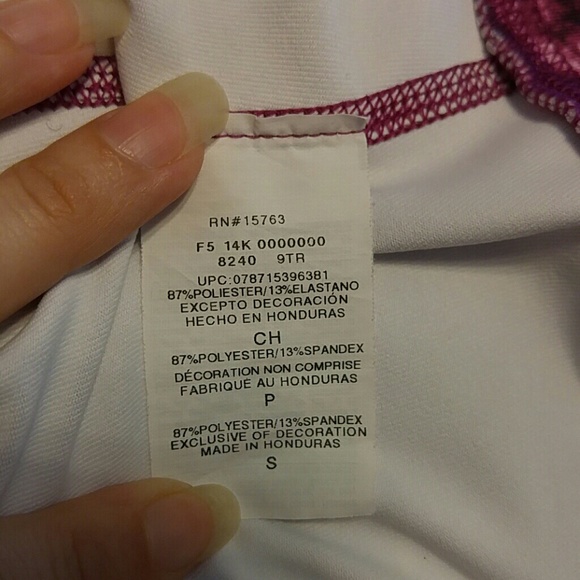 RN#15763
F5 14K 0000000
8240 9TR
UPC:078715396381
87%POLIESTER/13%ELASTANO
EXCEPTO DECORACIÓN
HECHO EN HONDURAS
CH
87%POLYESTER/13%SPANDEX
DÉCORATION NON COMPRISE
FABRIQUÉ AU HONDURAS
P
87%POLYESTER/13%SPANDEX
EXCLUSIVE OF DECORATION
MADE IN HONDURAS
S